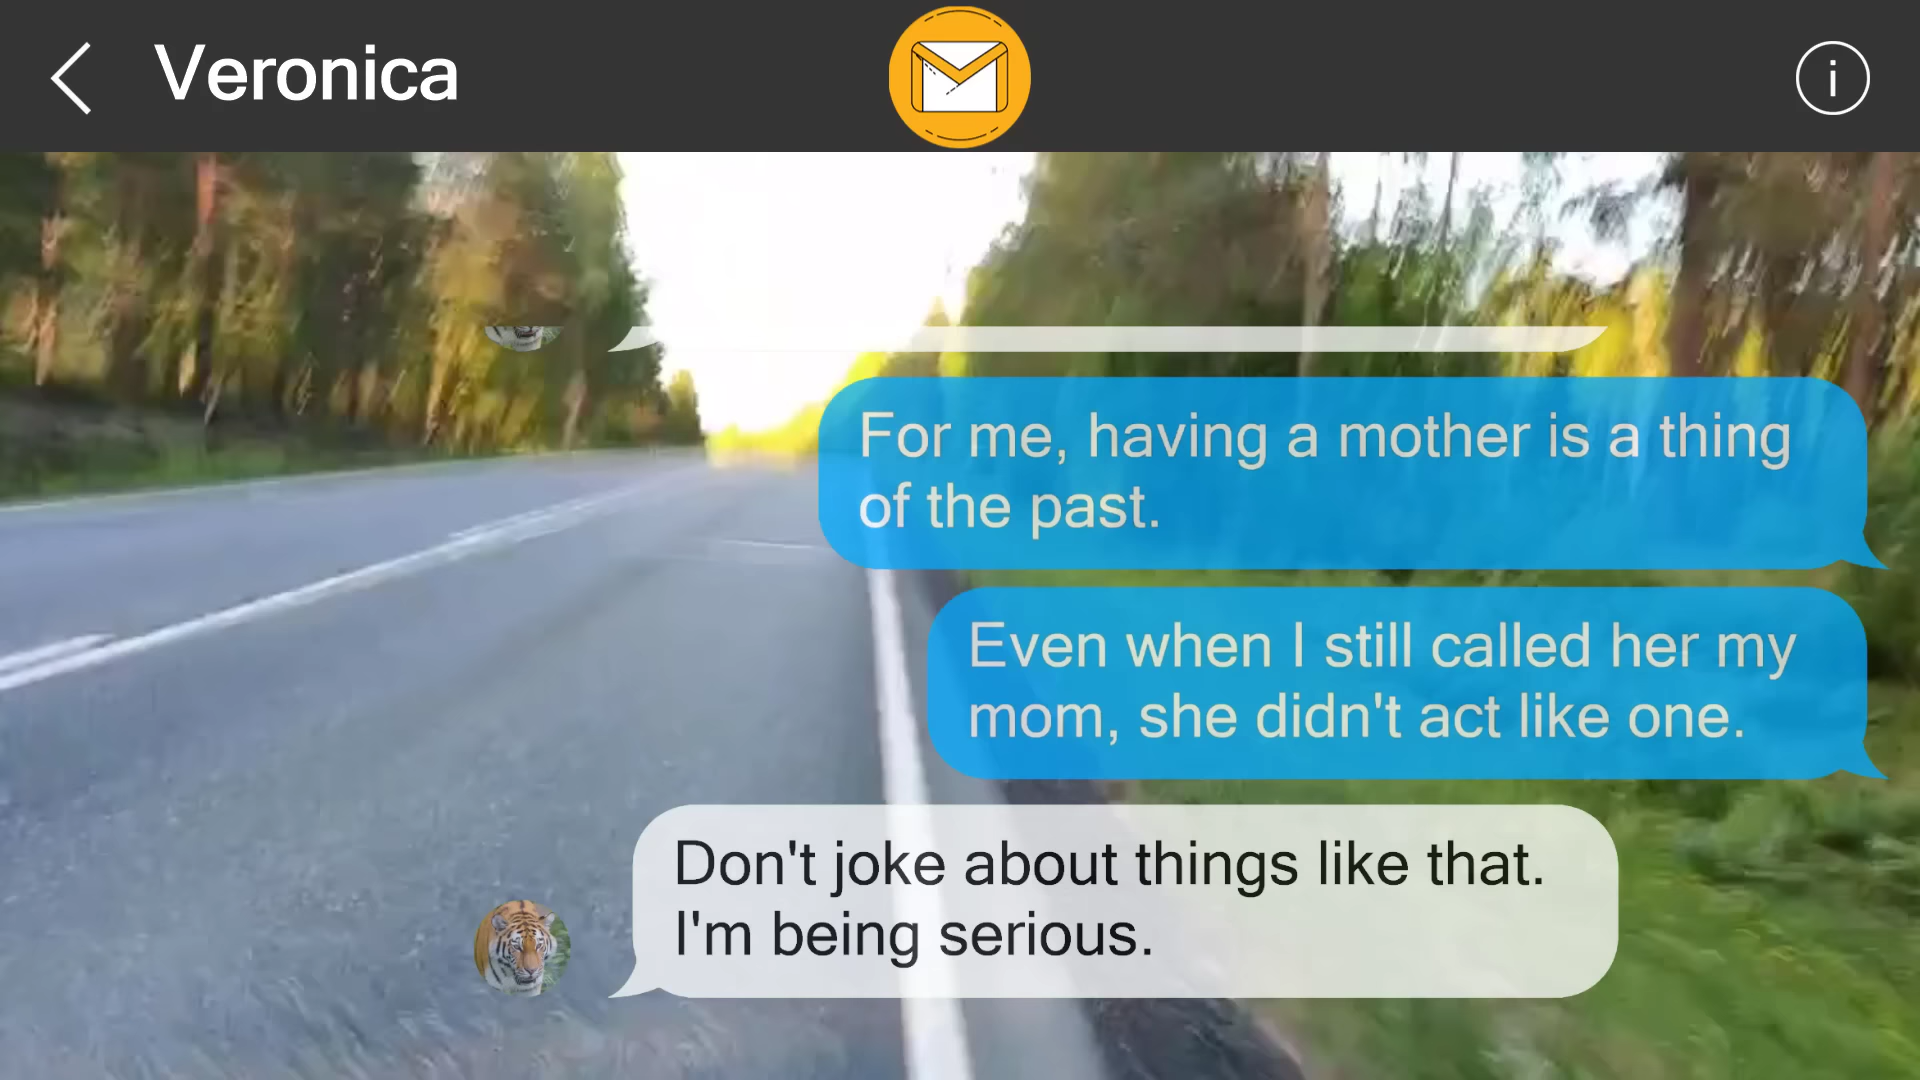 Veronica
For me, having a mother is a thing
of the past.
Even when I still called her my
mom, she didn't act like one.
Don't joke about things like that.
I'm being serious.